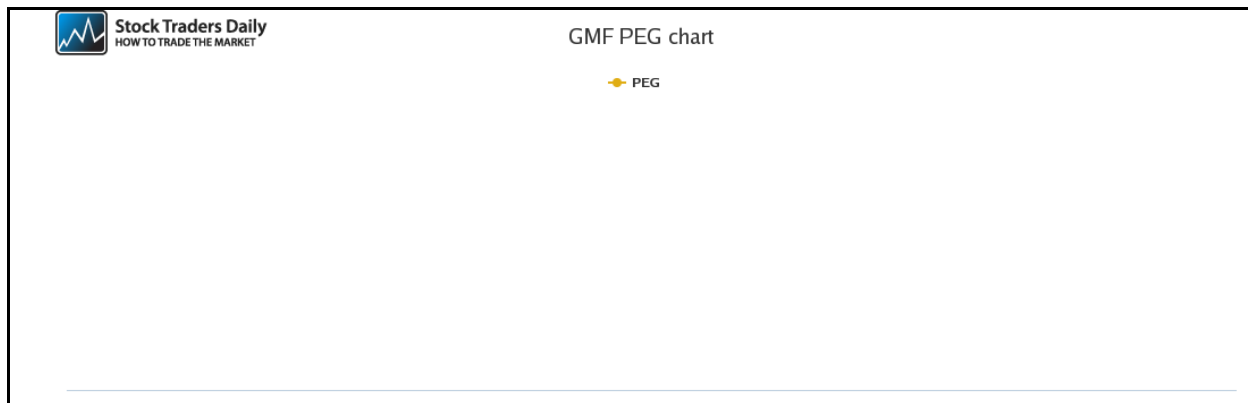 Stock Traders Daily
HOW TO TRADE THE MARKET
GMF PEG chart
PEG